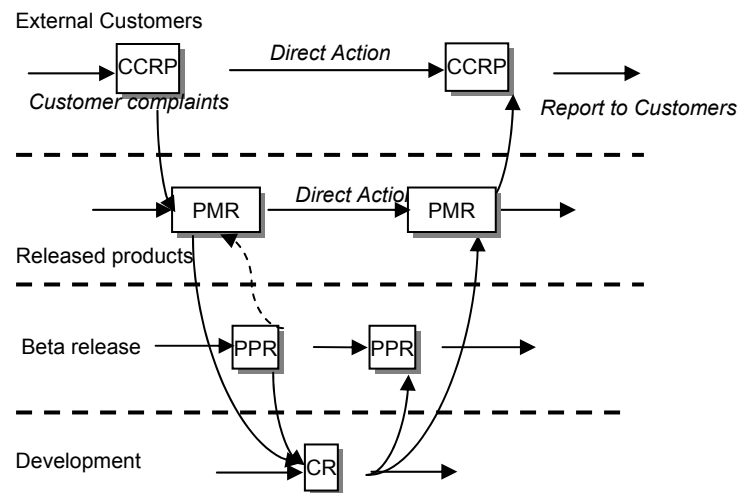 External Customers
CCRP
Direct Action
CCRP
Customer complaints
Report to Customers
PMR
Direct Action
PMR
Released products
Beta release
PPR
PPR
Development
CR